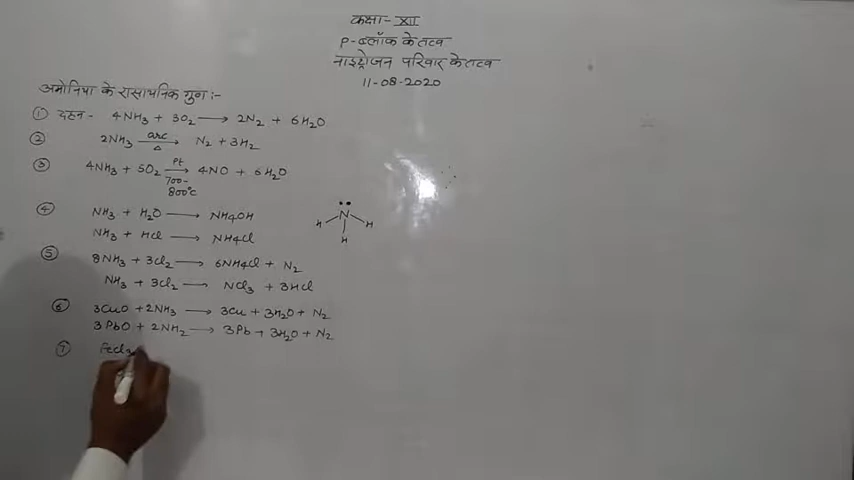 कक्षा - XII
P-ब्लॉक के तत्व
नाइट्रोजन परिवार के तत्व
11-08-2020
अमोनिया के रासायनिक गुण :-
① दहन - 4NH₃ + 3O₂ ⟶ 2N₂ + 6H₂O
② 2NH₃ arc⟶Δ N₂ + 3H₂
③ 4NH₃ + 5O₂ Pt⟶ 4NO + 6H₂O
700-
800°C
④ NH₃ + H₂O ⟶ NH4OH
NH₃ + HCl ⟶ NH4Cl
N
H H
H
⑤ 8NH₃ + 3Cl₂ ⟶ 6NH4Cl + N₂
NH₃ + 3Cl₂ ⟶ NCl₃ + 3HCl
⑥ 3CuO + 2NH₃ ⟶ 3Cu + 3H₂O + N₂
3PbO + 2NH₂ ⟶ 3Pb + 3H₂O + N₂
⑦ FeCl₃